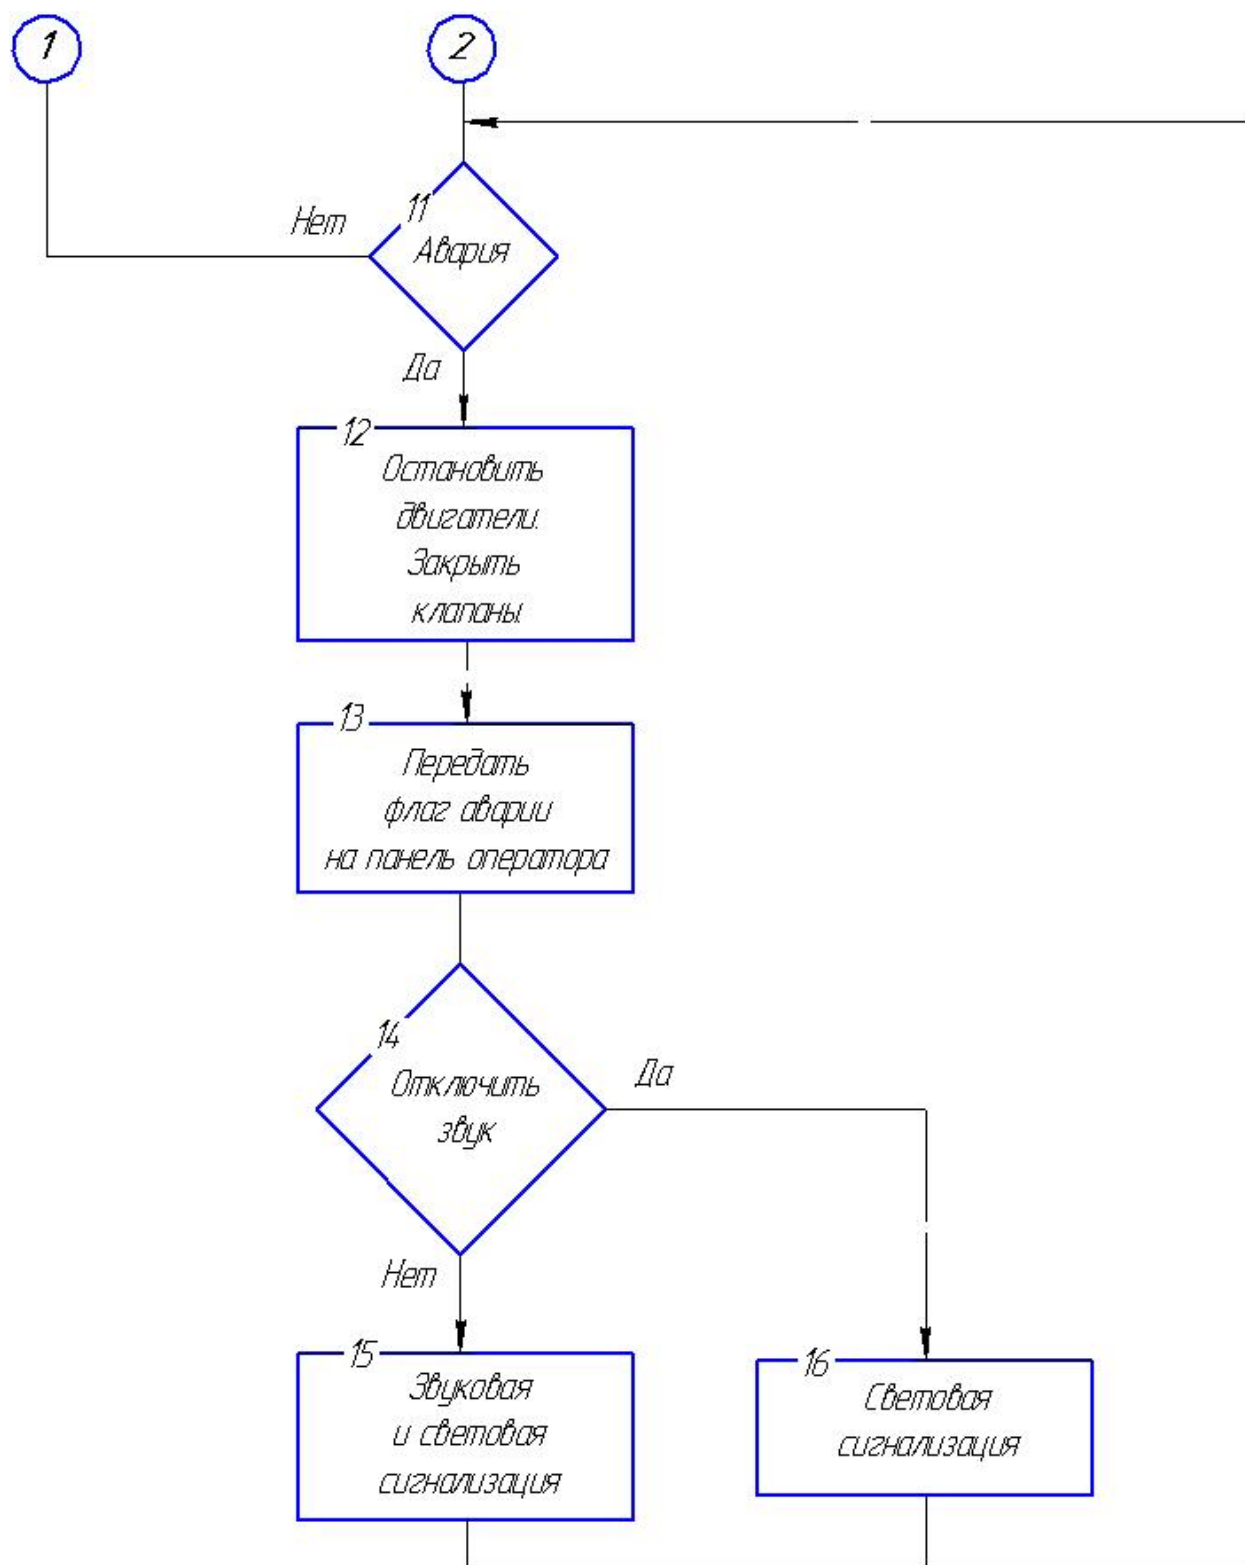 1
2
11
Нет
Авария
Да
12
Остановить
двигатели.
Закрыть
клапаны.
13
Передать
флаг аварии
на панель оператора
14
Да
Отключить
звук
Нет
15
Звуковая
и световая
сигнализация
16
Световая
сигнализация